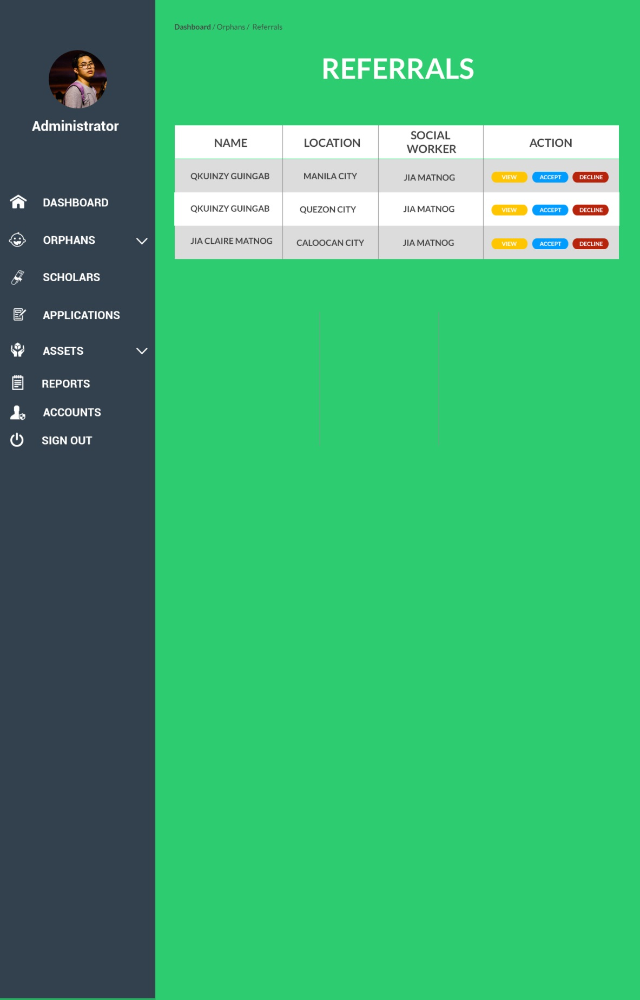 Dashboard / Orphans / Referrals
REFERRALS
Administrator
DASHBOARD
ORPHANS
SCHOLARS
APPLICATIONS
ASSETS
REPORTS
ACCOUNTS
SIGN OUT
NAME LOCATION SOCIAL WORKER ACTION
QKUINZY GUINGAB MANILA CITY JIA MATNOG VIEW ACCEPT DECLINE
QKUINZY GUINGAB QUEZON CITY JIA MATNOG VIEW ACCEPT DECLINE
JIA CLAIRE MATNOG CALOOCAN CITY JIA MATNOG VIEW ACCEPT DECLINE